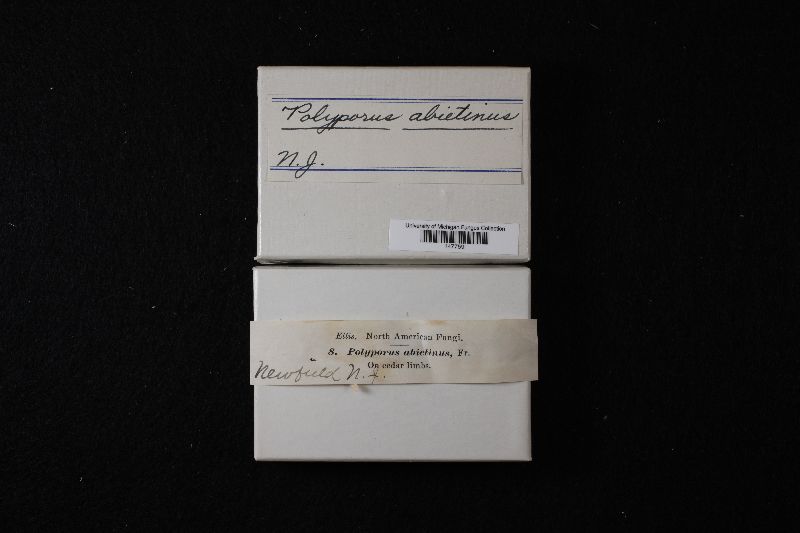 Polyporus abietinus
N.J.
University of Michigan Fungus Collection
Ellis. North American Fungi.
8. Polyporus abietinus, Fr.
On cedar limbs.
Newfield N.J.